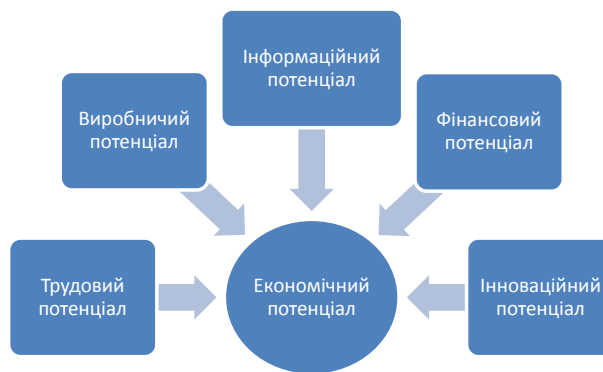 Інформаційний
потенціал
Виробничий
потенціал
Фінансовий
потенціал
Трудовий
потенціал
Економічний
потенціал
Інноваційний
потенціал